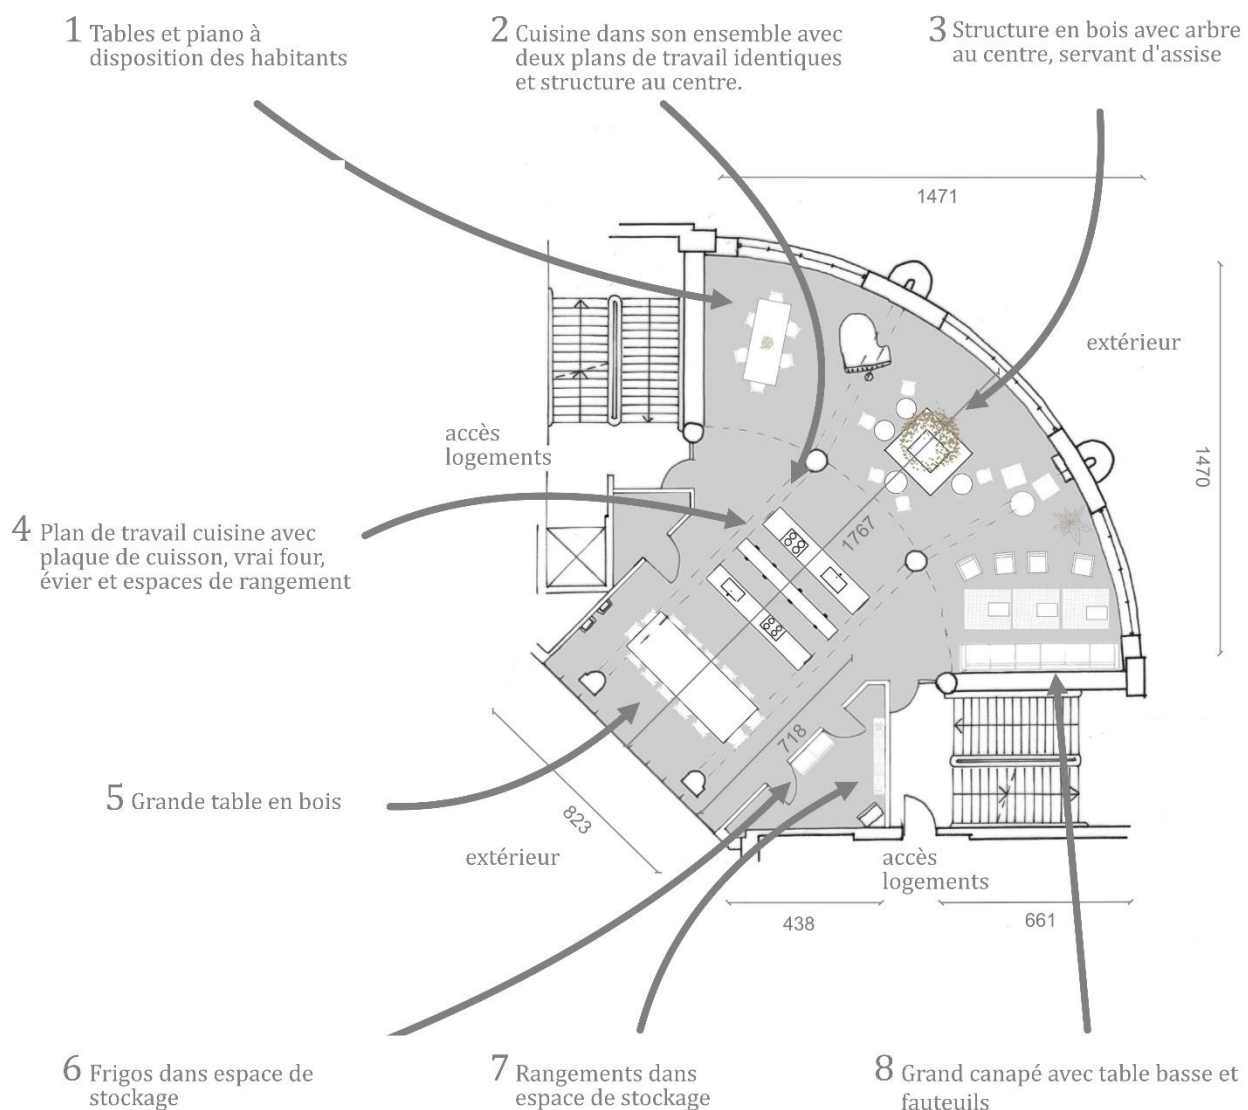 1 Tables et piano à
disposition des habitants
2 Cuisine dans son ensemble avec
deux plans de travail identiques
et structure au centre.
3 Structure en bois avec arbre
au centre, servant d'assise
1471
extérieur
accès
logements
1470
4 Plan de travail cuisine avec
plaque de cuisson, vrai four,
évier et espaces de rangement
1767
718
5 Grande table en bois
823
extérieur
accès
logements
438
661
6 Frigos dans espace de
stockage
7 Rangements dans
espace de stockage
8 Grand canapé avec table basse et
fauteuils